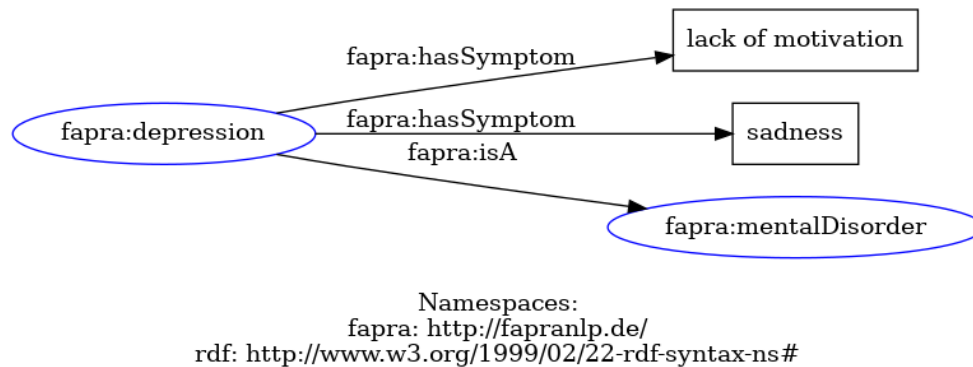 fapra:hasSymptom
lack of motivation
fapra:depression
fapra:hasSymptom
sadness
fapra:isA
fapra:mentalDisorder
Namespaces:
fapra: http://fapranlp.de/
rdf: http://www.w3.org/1999/02/22-rdf-syntax-ns#